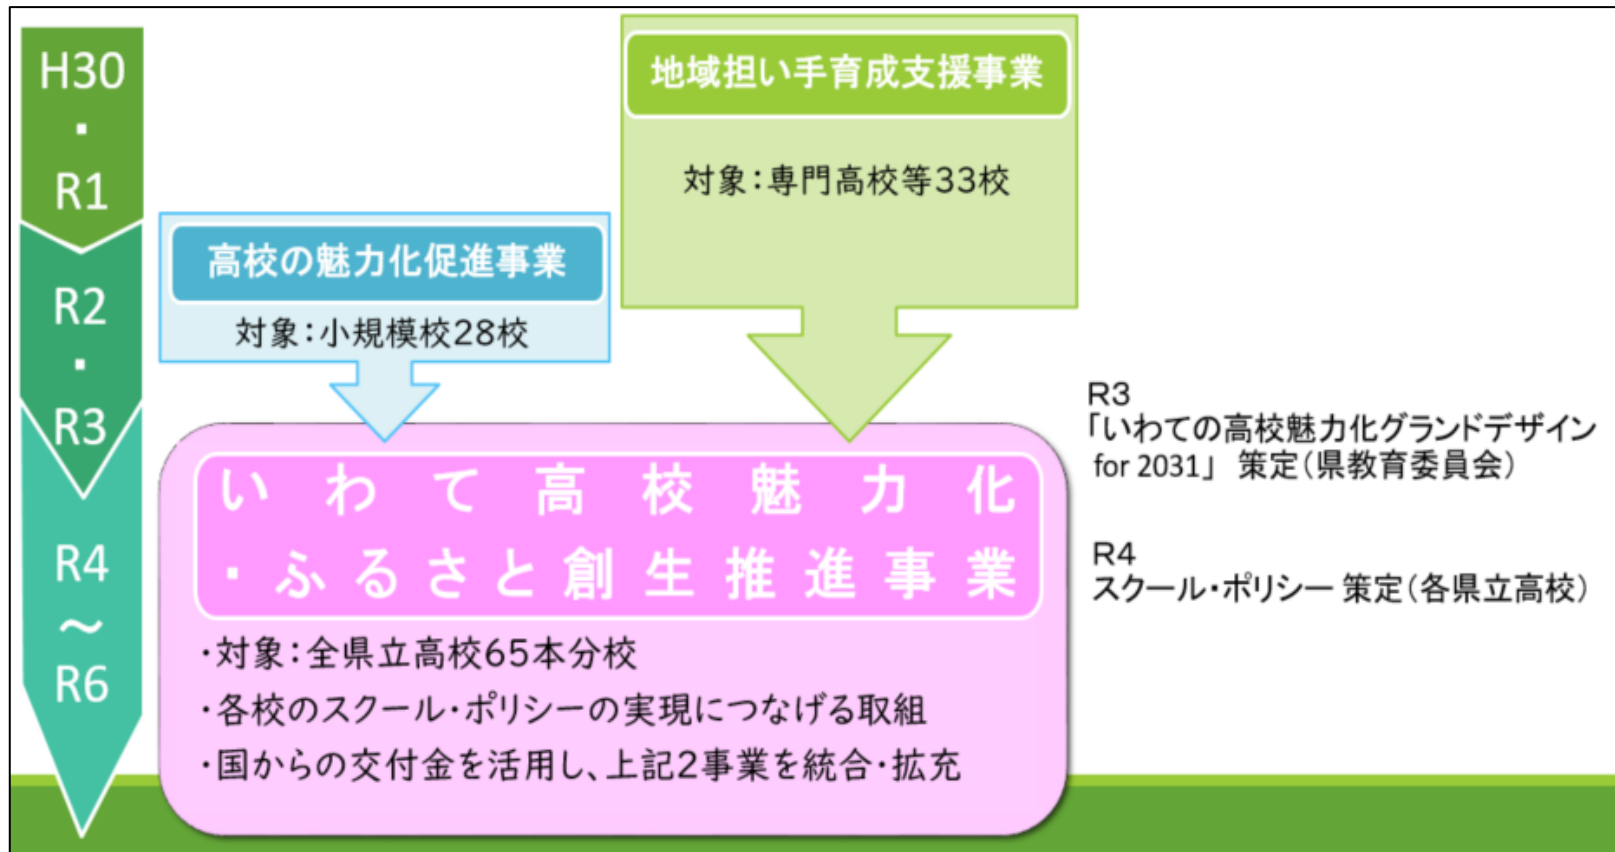 H30
・
R1
R2
・
R3
R4
～
R6
地域担い手育成支援事業
対象：専門高校等33校
高校の魅力化促進事業
対象：小規模校28校
いわて高校魅力化
・ふるさと創生推進事業
・対象：全県立高校65本分校
・各校のスクール・ポリシーの実現につなげる取組
・国からの交付金を活用し、上記2事業を統合・拡充
R3
「いわての高校魅力化グランドデザイン
for 2031」 策定（県教育委員会）
R4
スクール・ポリシー 策定（各県立高校）